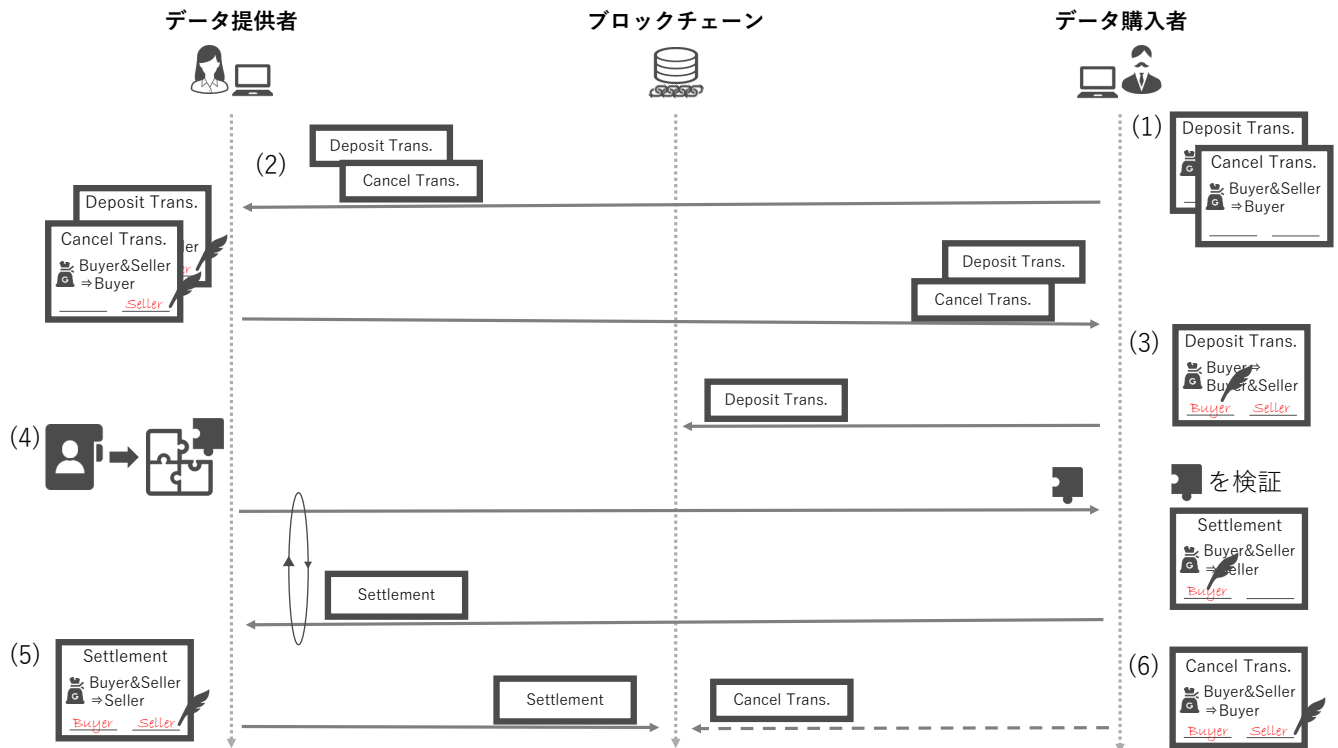 データ提供者
ブロックチェーン
データ購入者
(1)
Deposit Trans.
Cancel Trans.
G
Buyer&Seller
⇒Buyer
(2)
Deposit Trans.
Cancel Trans.
Deposit Trans.
Cancel Trans.
G
Buyer&Seller
⇒Buyer
Seller
Deposit Trans.
Cancel Trans.
(3)
Deposit Trans.
G
Buyer⇒
Buyer&Seller
Buyer Seller
Deposit Trans.
(4)
を検証
Settlement
G
Buyer&Seller
⇒Seller
Buyer
Settlement
(5)
Settlement
G
Buyer&Seller
⇒Seller
Buyer Seller
Settlement
Cancel Trans.
(6)
Cancel Trans.
G
Buyer&Seller
⇒Buyer
Buyer Seller